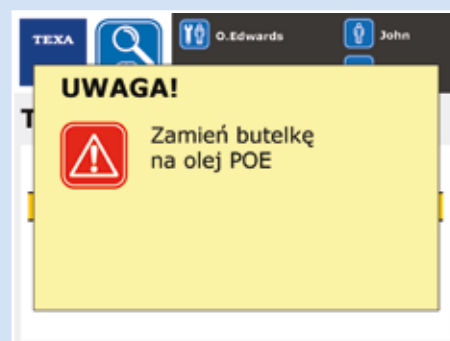 TEXA
O.Edwards
John
UWAGA!
T
Zamień butelkę
na olej POE